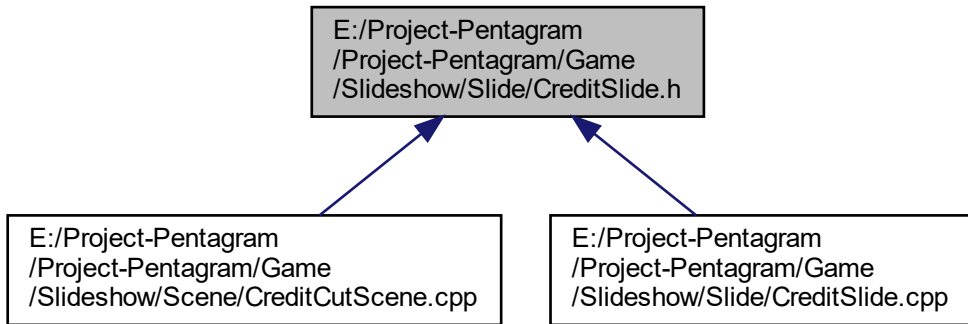 E:/Project-Pentagram
/Project-Pentagram/Game
/Slideshow/Slide/CreditSlide.h
E:/Project-Pentagram
/Project-Pentagram/Game
/Slideshow/Scene/CreditCutScene.cpp
E:/Project-Pentagram
/Project-Pentagram/Game
/Slideshow/Slide/CreditSlide.cpp